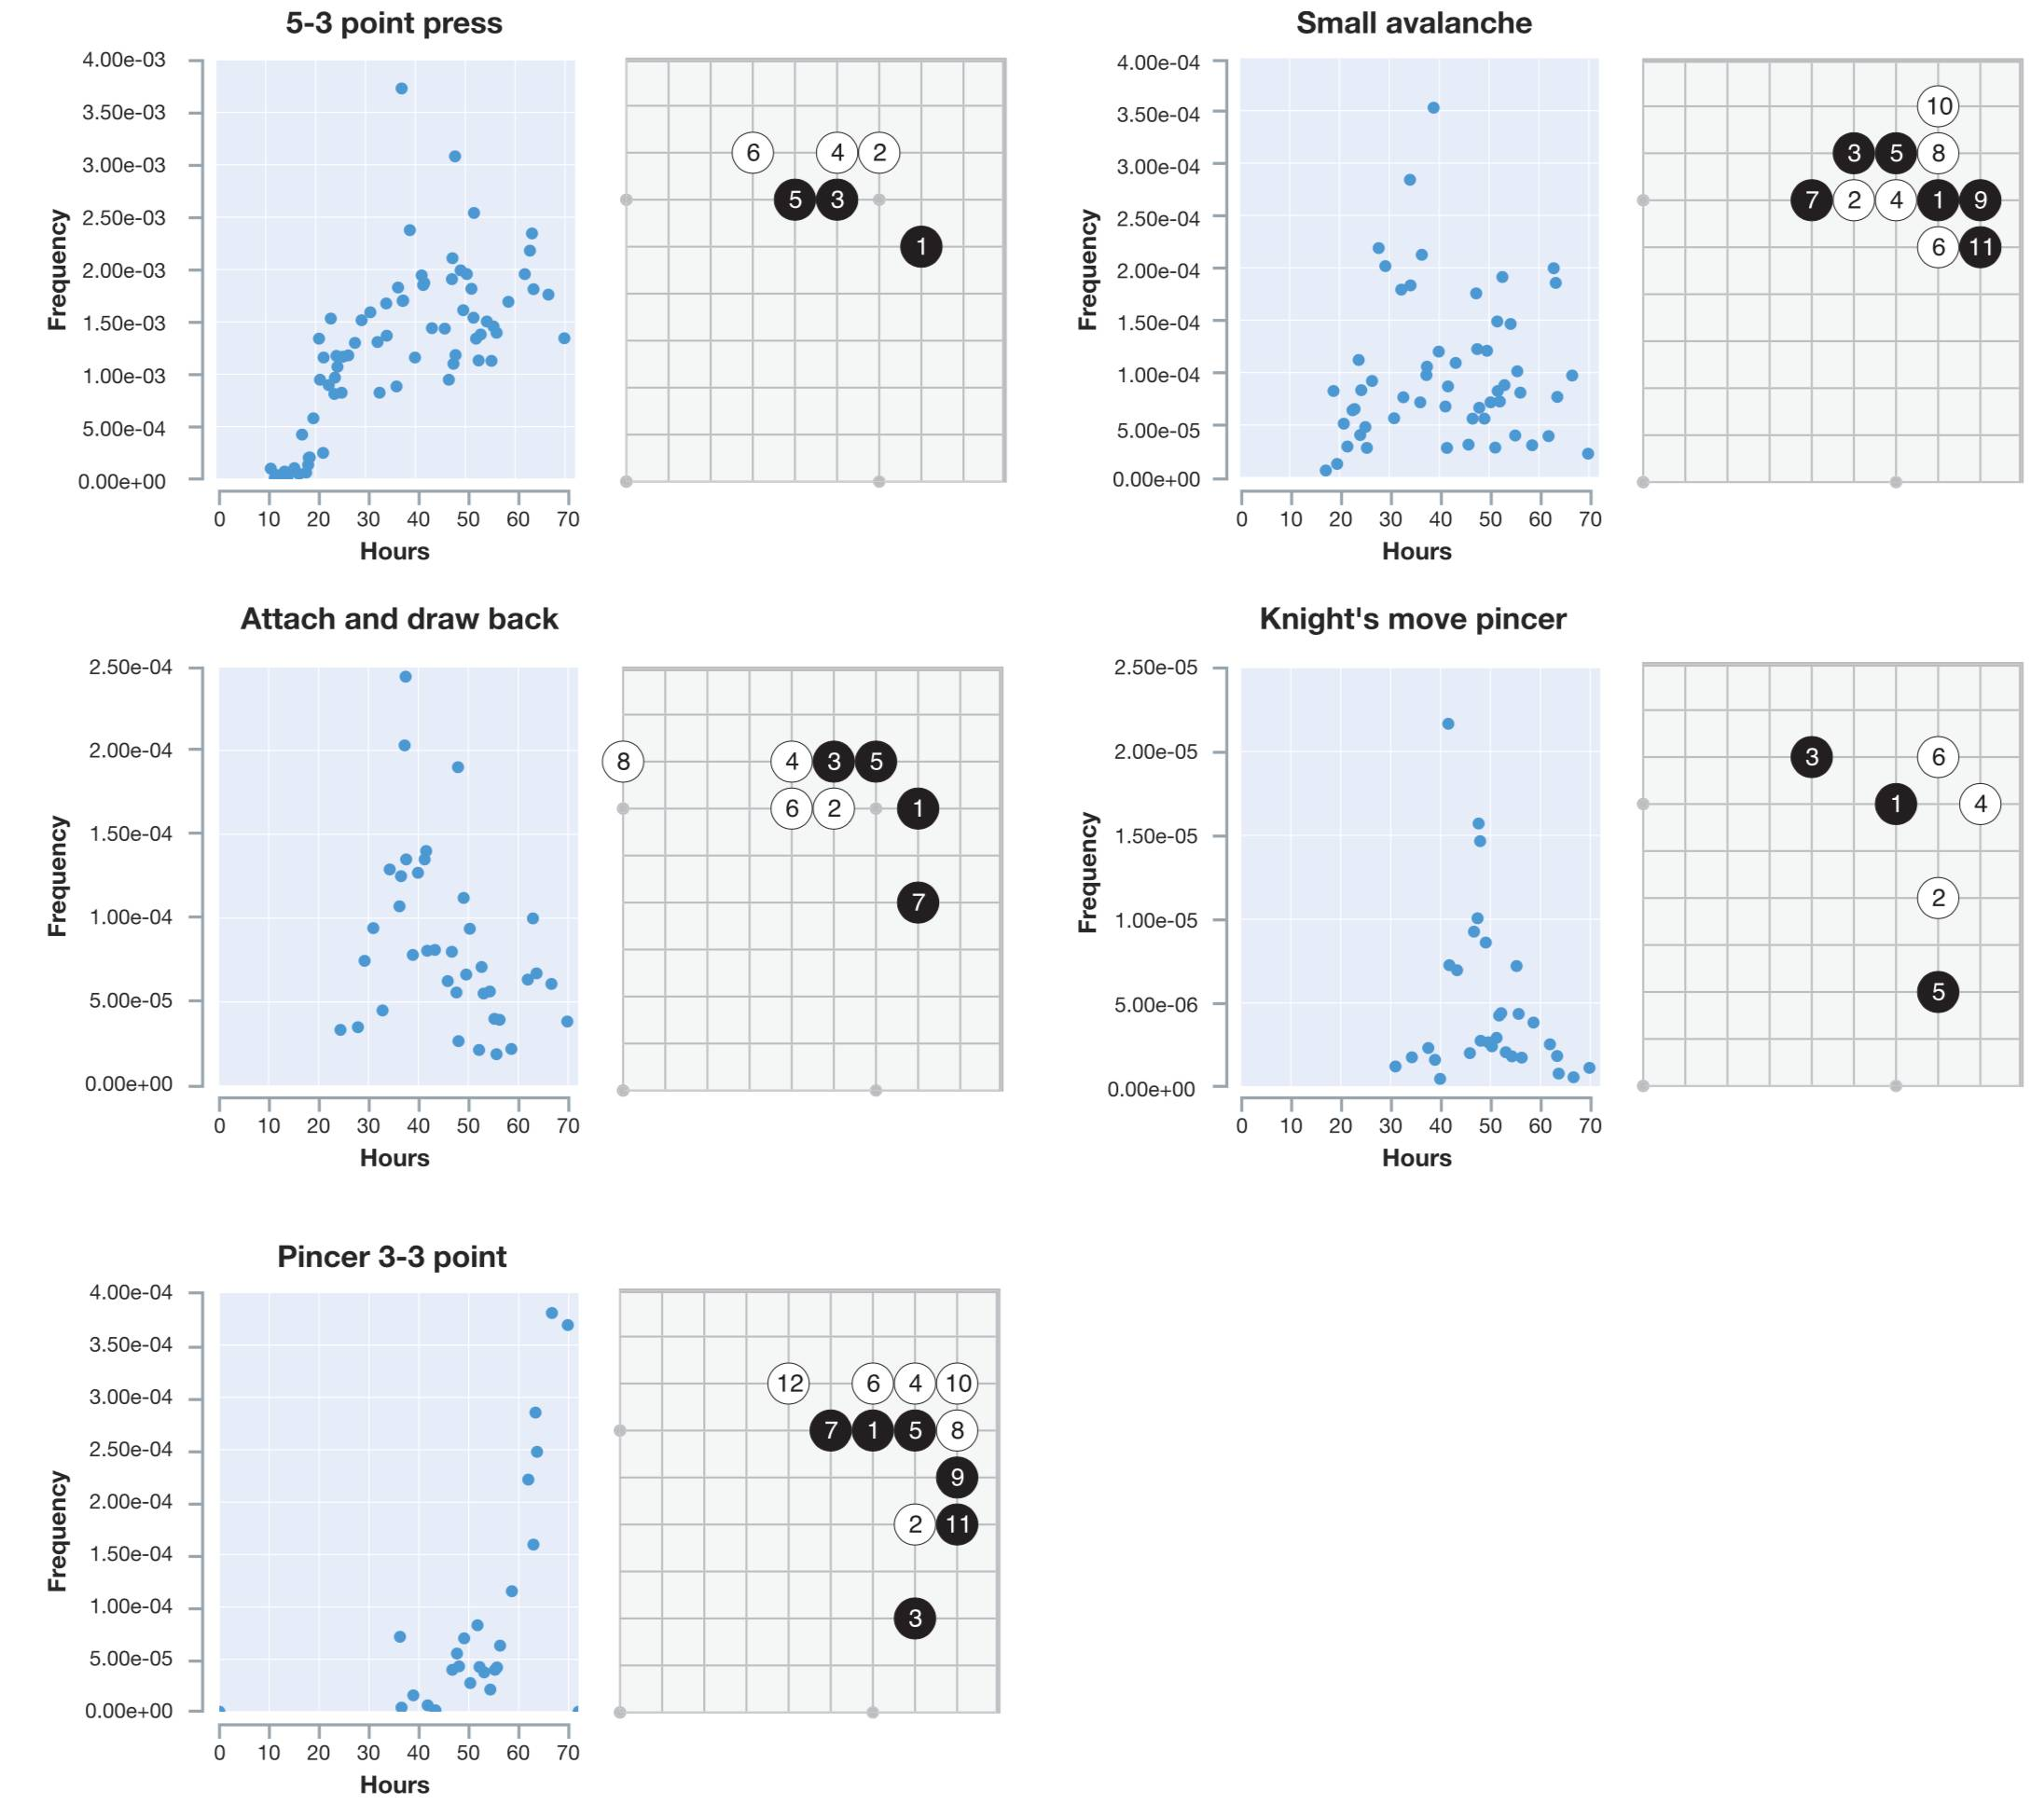 5-3 point press
4.00e-03
3.50e-03
3.00e-03
2.50e-03
2.00e-03
1.50e-03
1.00e-03
5.00e-04
0.00e+00
Frequency
0 10 20 30 40 50 60 70
Hours
6 4 2
5 3
1
Small avalanche
4.00e-04
3.50e-04
3.00e-04
2.50e-04
2.00e-04
1.50e-04
1.00e-04
5.00e-05
0.00e+00
Frequency
0 10 20 30 40 50 60 70
Hours
10
3 5 8
7 2 4 1 9
6 11
Attach and draw back
2.50e-04
2.00e-04
1.50e-04
1.00e-04
5.00e-05
0.00e+00
Frequency
0 10 20 30 40 50 60 70
Hours
8 4 3 5
6 2 1
7
Knight's move pincer
2.50e-05
2.00e-05
1.50e-05
1.00e-05
5.00e-06
0.00e+00
Frequency
0 10 20 30 40 50 60 70
Hours
3 6
1 4
2
5
Pincer 3-3 point
4.00e-04
3.50e-04
3.00e-04
2.50e-04
2.00e-04
1.50e-04
1.00e-04
5.00e-05
0.00e+00
Frequency
0 10 20 30 40 50 60 70
Hours
12 6 4 10
7 1 5 8
9
2 11
3